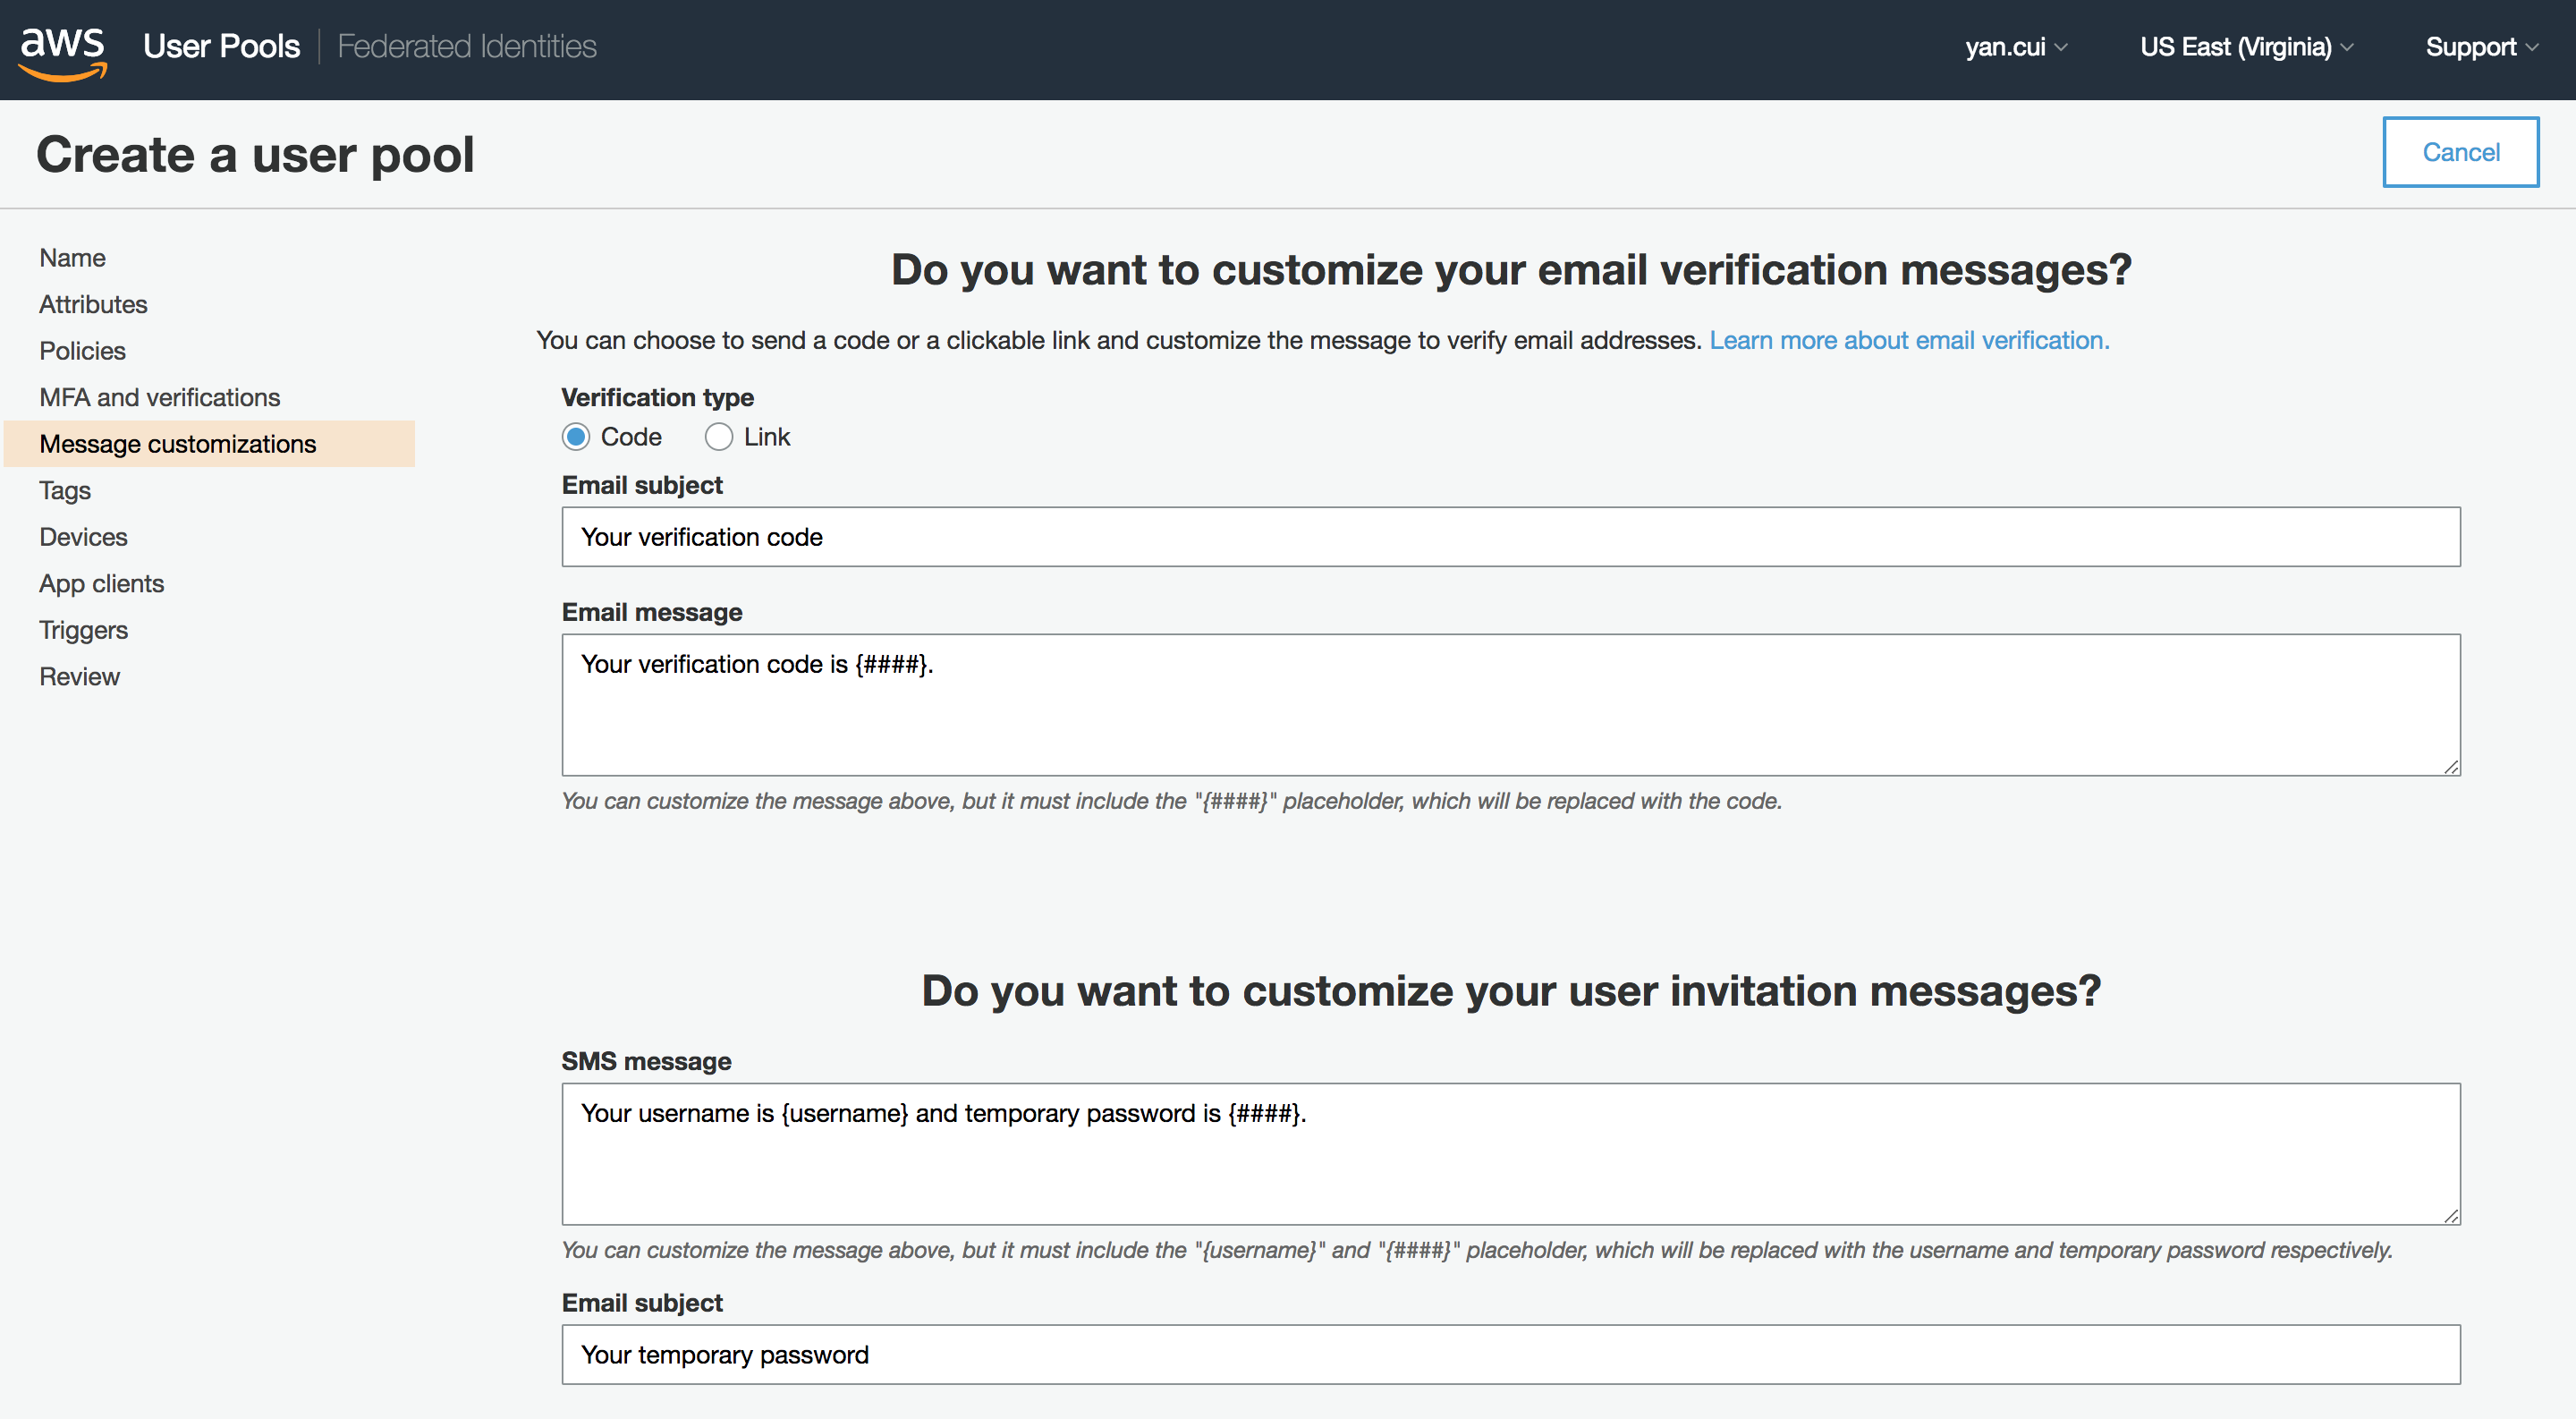 aws User Pools Federated Identities yan.cui US East (Virginia) Support
Create a user pool
Cancel
Name
Attributes
Policies
MFA and verifications
Message customizations
Tags
Devices
App clients
Triggers
Review
Do you want to customize your email verification messages?
You can choose to send a code or a clickable link and customize the message to verify email addresses. Learn more about email verification.
Verification type
Code Link
Email subject
Your verification code
Email message
Your verification code is {####}.
You can customize the message above, but it must include the "{####}" placeholder, which will be replaced with the code.
Do you want to customize your user invitation messages?
SMS message
Your username is {username} and temporary password is {####}.
You can customize the message above, but it must include the "{username}" and "{####}" placeholder, which will be replaced with the username and temporary password respectively.
Email subject
Your temporary password